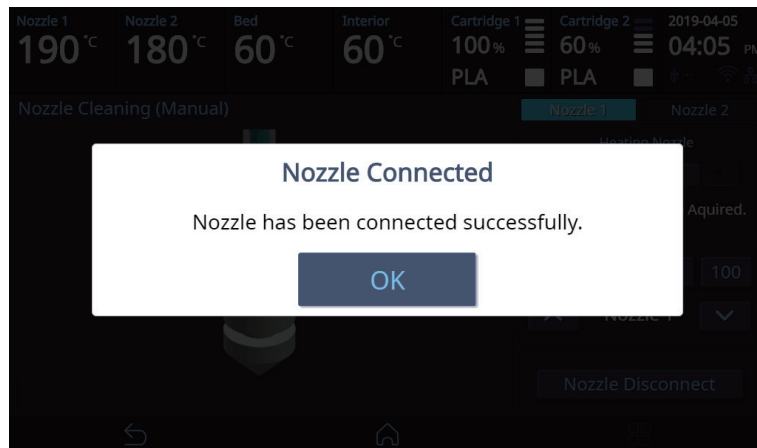 Nozzle 1 Nozzle 2 Bed Interior Cartridge 1 Cartridge 2 2019-04-05
190 °C 180 °C 60 °C 60 °C 100 % 60 % 04:05 PM
PLA PLA
Nozzle Cleaning (Manual) Nozzle 1 Nozzle 2
Heating Nozzle
Nozzle Connected
Aquired.
Nozzle has been connected successfully.
OK
100
Nozzle 1
Nozzle Disconnect